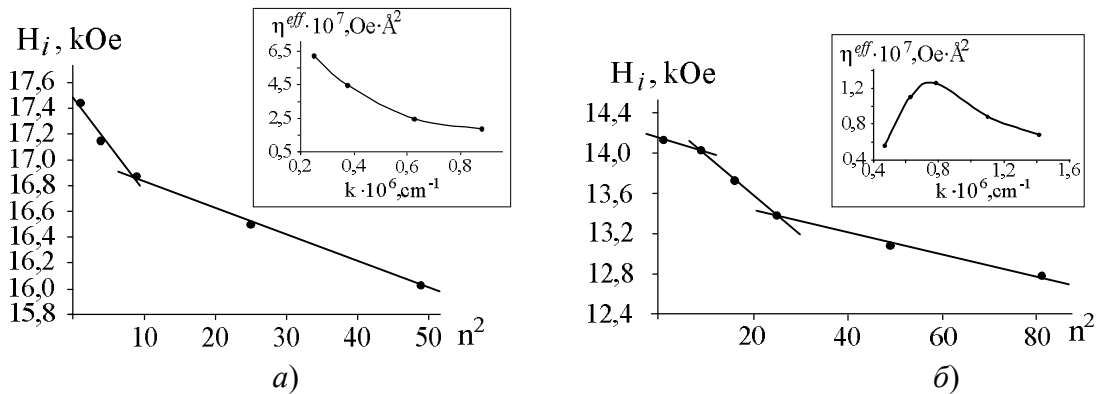 H_i, kOe
17,6
17,4
17,2
17,0
16,8
16,6
16,4
16,2
16,0
15,8
10 20 30 40 50 n²
η^eff·10⁷,Oe·Å²
6,5
4,5
2,5
0,5
0,2 0,4 0,6 0,8
k·10⁶,cm⁻¹
а)
H_i, kOe
14,4
14,0
13,6
13,2
12,8
12,4
20 40 60 80 n²
η^eff·10⁷,Oe·Å²
1,2
0,8
0,4
0,4 0,8 1,2 1,6
k·10⁶,cm⁻¹
б)